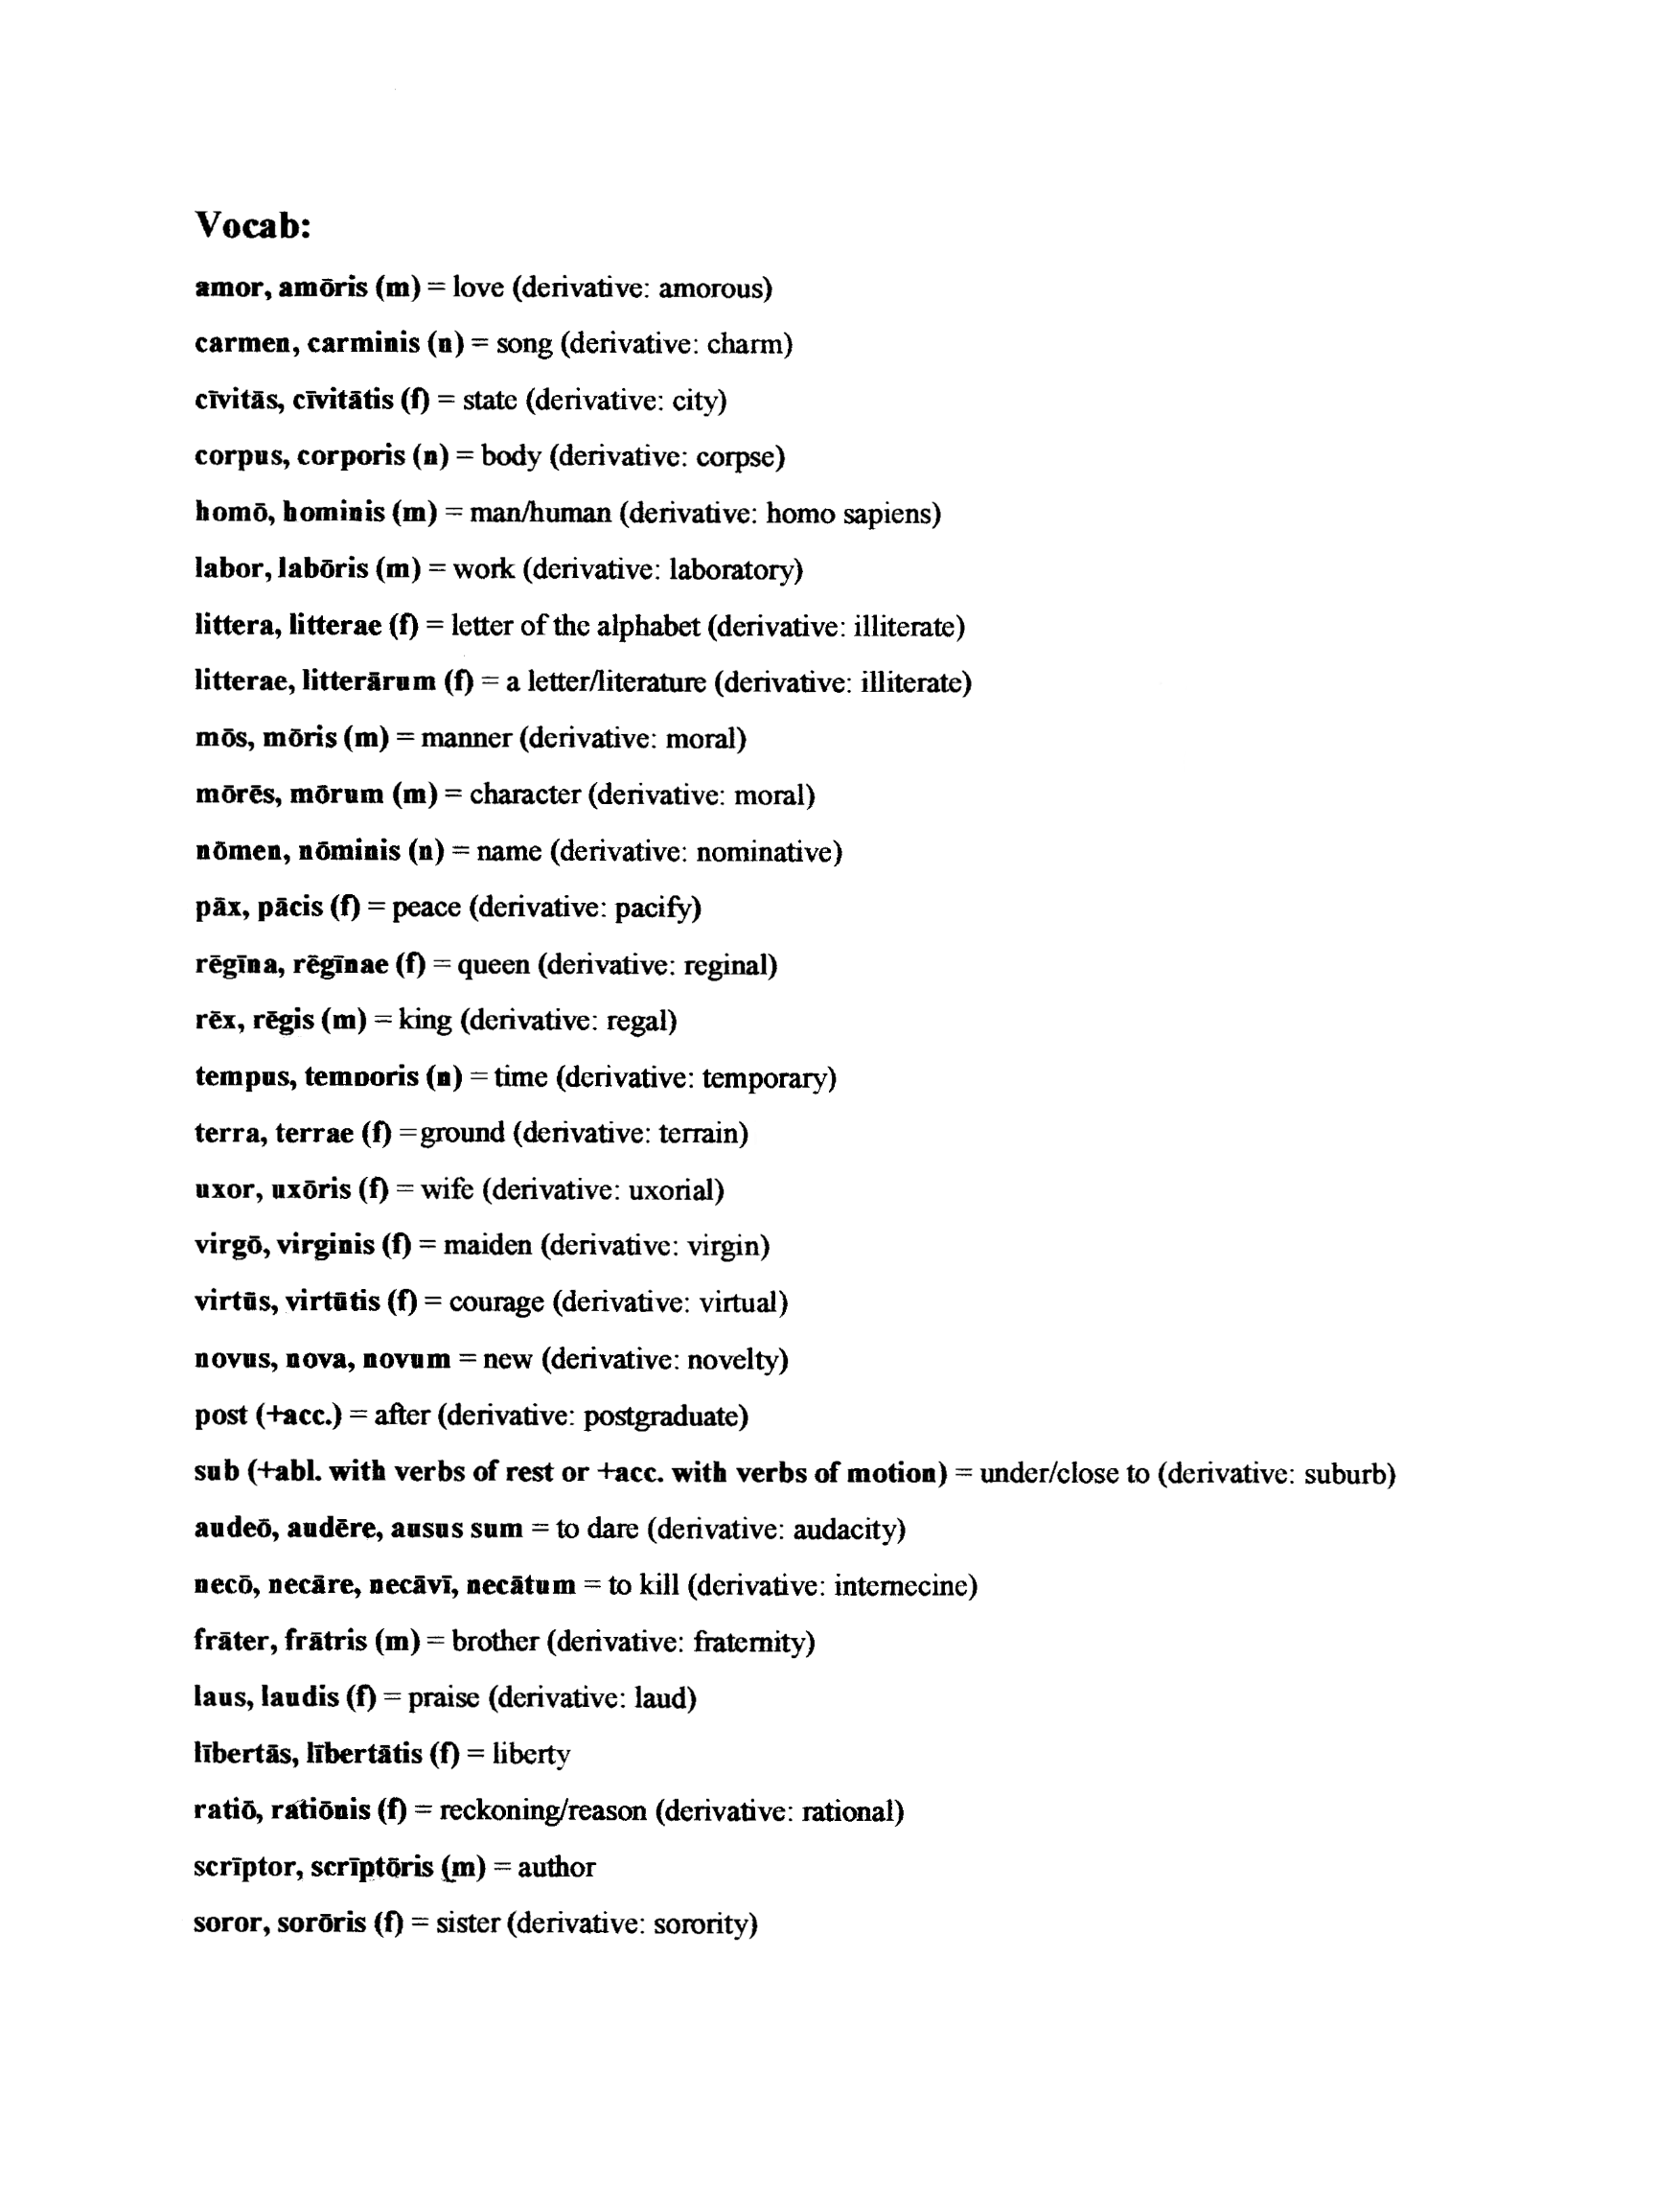 Vocab:
amor, amōris (m) = love (derivative: amorous)
carmen, carminis (n) = song (derivative: charm)
cīvitās, cīvitātis (f) = state (derivative: city)
corpus, corporis (n) = body (derivative: corpse)
homō, hominis (m) = man/human (derivative: homo sapiens)
labor, labōris (m) = work (derivative: laboratory)
littera, litterae (f) = letter of the alphabet (derivative: illiterate)
litterae, litterārum (f) = a letter/literature (derivative: illiterate)
mōs, mōris (m) = manner (derivative: moral)
mōrēs, mōrum (m) = character (derivative: moral)
nōmen, nōminis (n) = name (derivative: nominative)
pāx, pācis (f) = peace (derivative: pacify)
rēgīna, rēgīnae (f) = queen (derivative: reginal)
rēx, rēgis (m) = king (derivative: regal)
tempus, temporis (n) = time (derivative: temporary)
terra, terrae (f) =ground (derivative: terrain)
uxor, uxōris (f) = wife (derivative: uxorial)
virgō, virginis (f) = maiden (derivative: virgin)
virtūs, virtūtis (f) = courage (derivative: virtual)
novus, nova, novum = new (derivative: novelty)
post (+acc.) = after (derivative: postgraduate)
sub (+abl. with verbs of rest or +acc. with verbs of motion) = under/close to (derivative: suburb)
audeō, audēre, ausus sum = to dare (derivative: audacity)
necō, necāre, necāvī, necātum = to kill (derivative: internecine)
frāter, frātris (m) = brother (derivative: fraternity)
laus, laudis (f) = praise (derivative: laud)
lībertās, lībertātis (f) = liberty
ratiō, ratiōnis (f) = reckoning/reason (derivative: rational)
scrīptor, scrīptōris (m) = author
soror, sorōris (f) = sister (derivative: sorority)